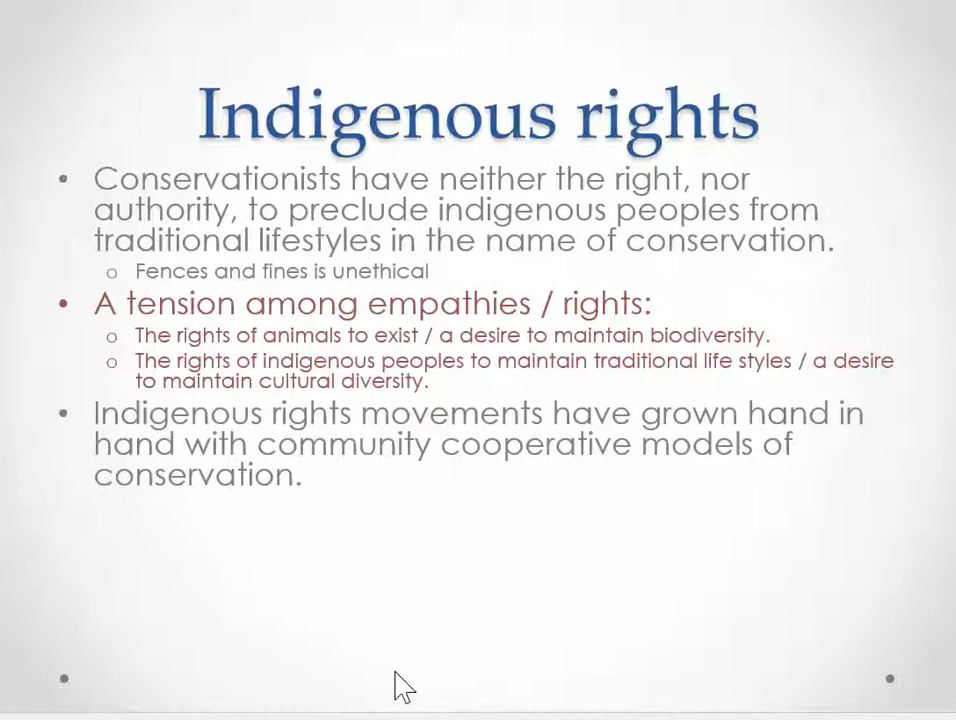 Indigenous rights
• Conservationists have neither the right, nor
authority, to preclude indigenous peoples from
traditional lifestyles in the name of conservation.
o Fences and fines is unethical
• A tension among empathies / rights:
o The rights of animals to exist / a desire to maintain biodiversity.
o The rights of indigenous peoples to maintain traditional life styles / a desire
to maintain cultural diversity.
• Indigenous rights movements have grown hand in
hand with community cooperative models of
conservation.